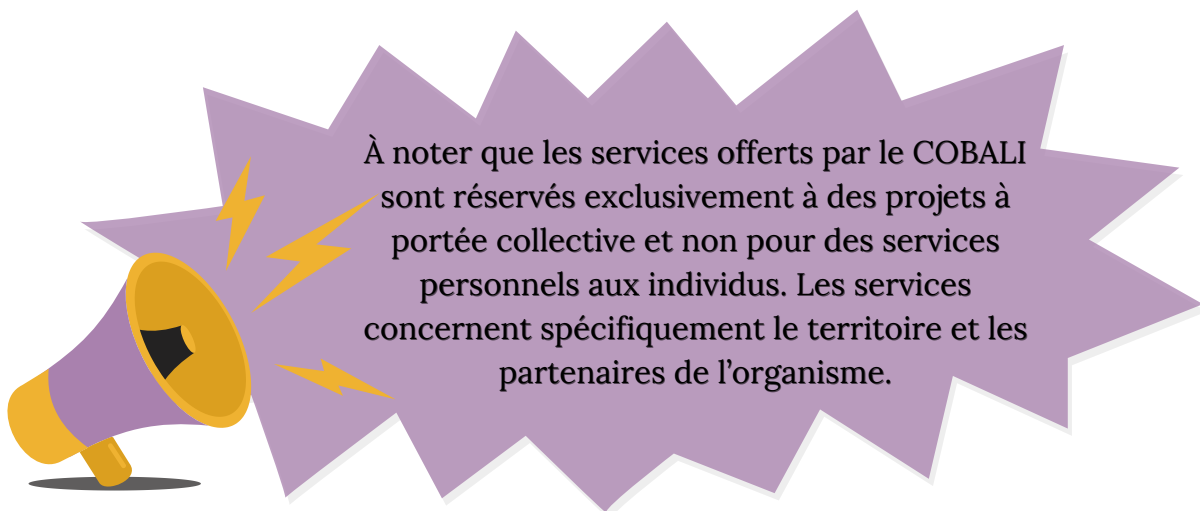 À noter que les services offerts par le COBALI
sont réservés exclusivement à des projets à
portée collective et non pour des services
personnels aux individus. Les services
concernent spécifiquement le territoire et les
partenaires de l’organisme.